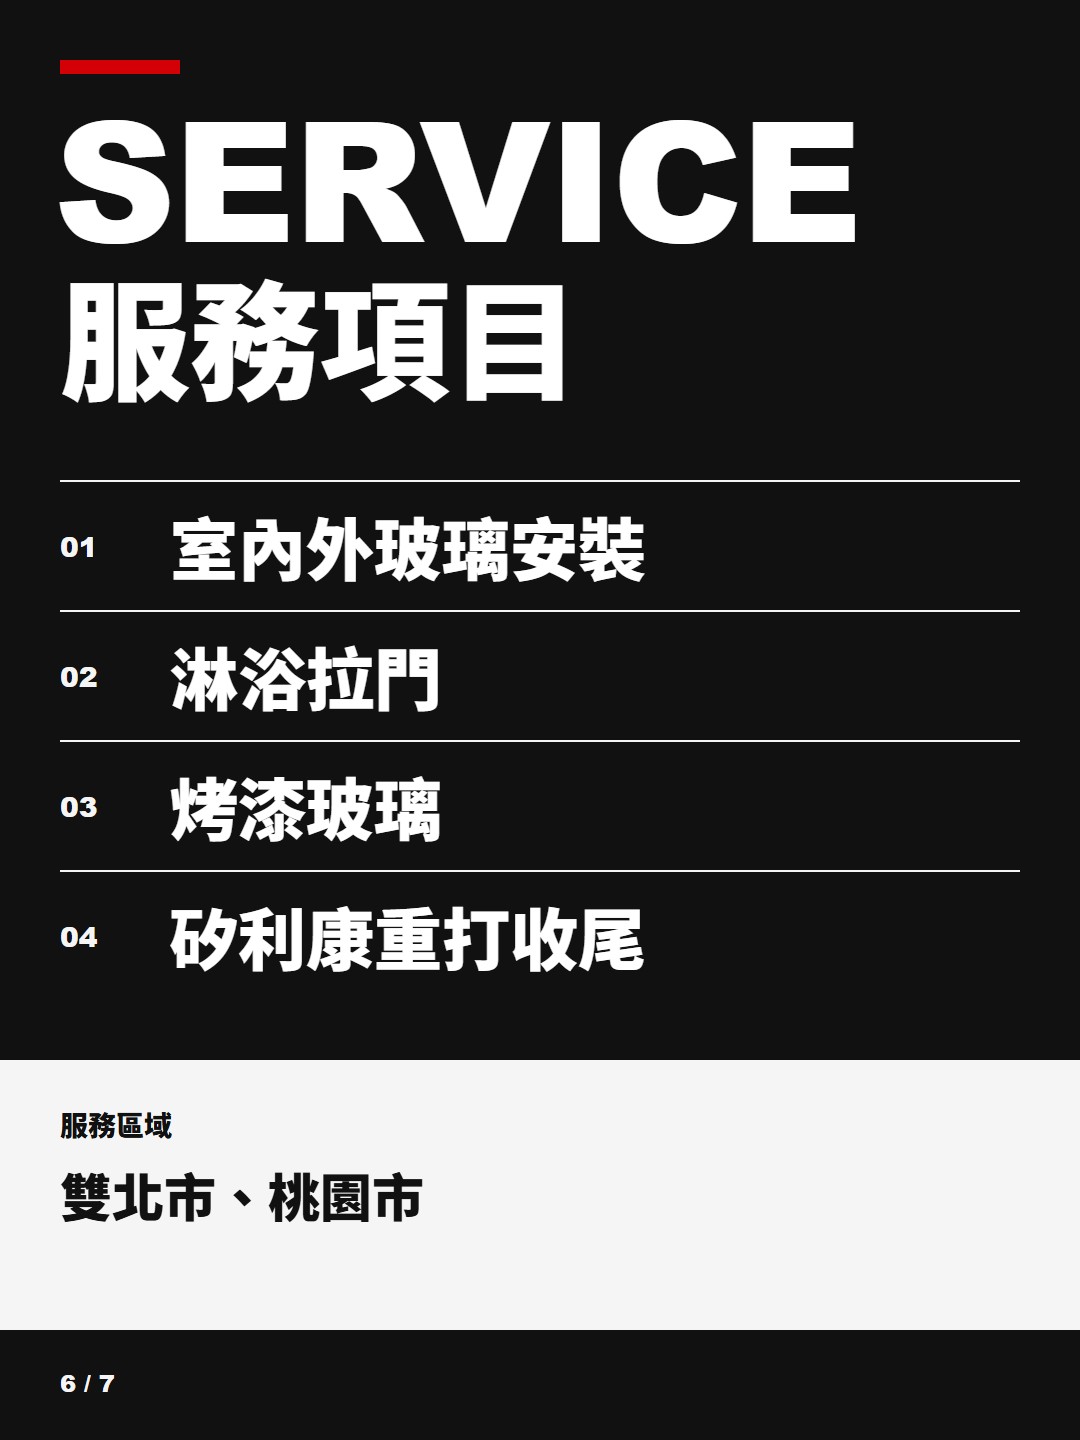 SERVICE
服務項目
01 室內外玻璃安裝
02 淋浴拉門
03 烤漆玻璃
04 矽利康重打收尾
服務區域
雙北市、桃園市
6 / 7